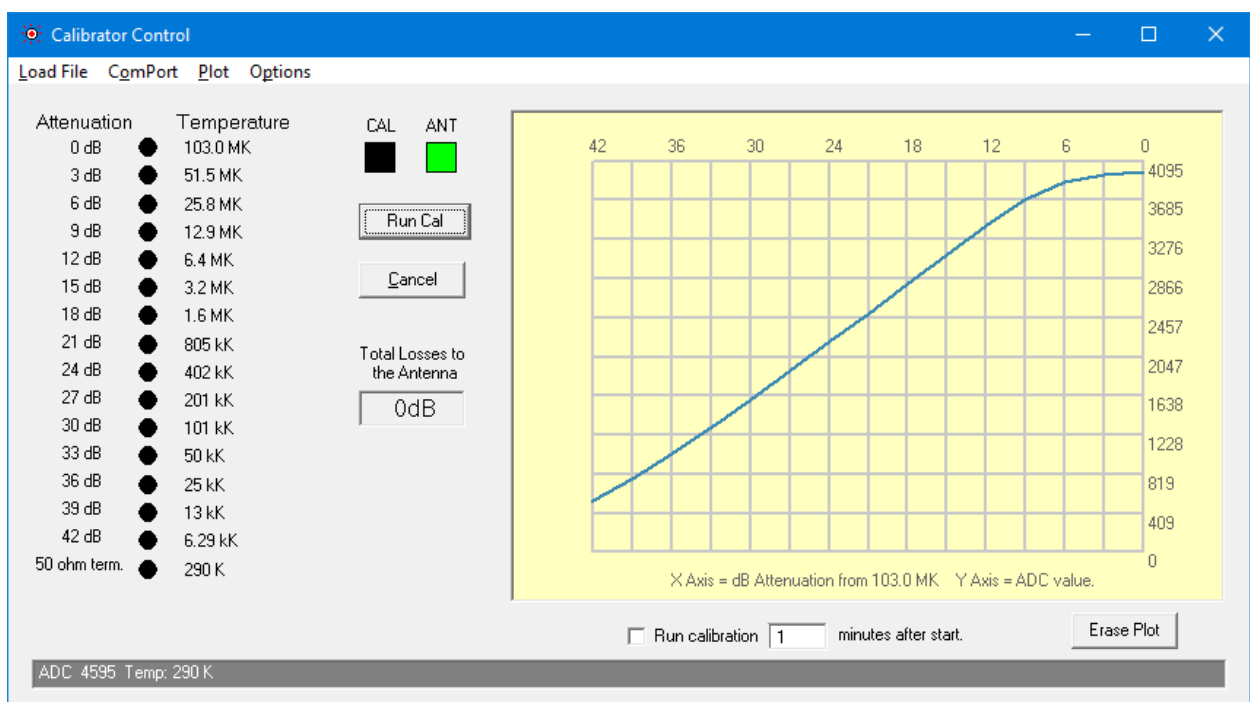 Calibrator Control
Load File ComPort Plot Options
Attenuation Temperature
0 dB 103.0 MK
3 dB 51.5 MK
6 dB 25.8 MK
9 dB 12.9 MK
12 dB 6.4 MK
15 dB 3.2 MK
18 dB 1.6 MK
21 dB 805 kK
24 dB 402 kK
27 dB 201 kK
30 dB 101 kK
33 dB 50 kK
36 dB 25 kK
39 dB 13 kK
42 dB 6.29 kK
50 ohm term. 290 K
CAL ANT
Run Cal
Cancel
Total Losses to
the Antenna
0dB
42 36 30 24 18 12 6 0
4095
3685
3276
2866
2457
2047
1638
1228
819
409
0
X Axis = dB Attenuation from 103.0 MK Y Axis = ADC value.
Run calibration 1 minutes after start.
Erase Plot
ADC 4595 Temp: 290 K